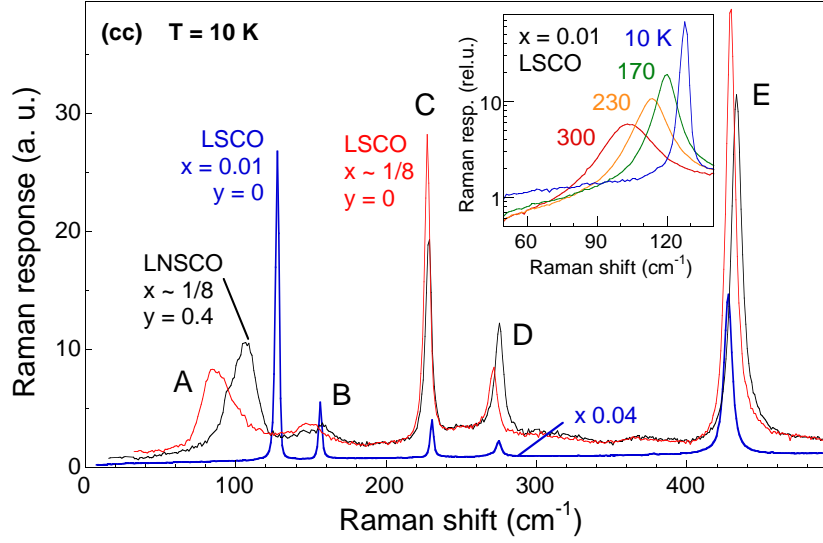 (cc) T = 10 K
x = 0.01
LSCO
10 K
170
230
300
Raman resp. (rel.u.)
10
1
60 90 120
Raman shift (cm-1)
C
E
LSCO
x = 0.01
y = 0
LSCO
x ~ 1/8
y = 0
LNSCO
x ~ 1/8
y = 0.4
A
B
D
x 0.04
Raman response (a. u.)
30
20
10
0
0 100 200 300 400
Raman shift (cm-1)